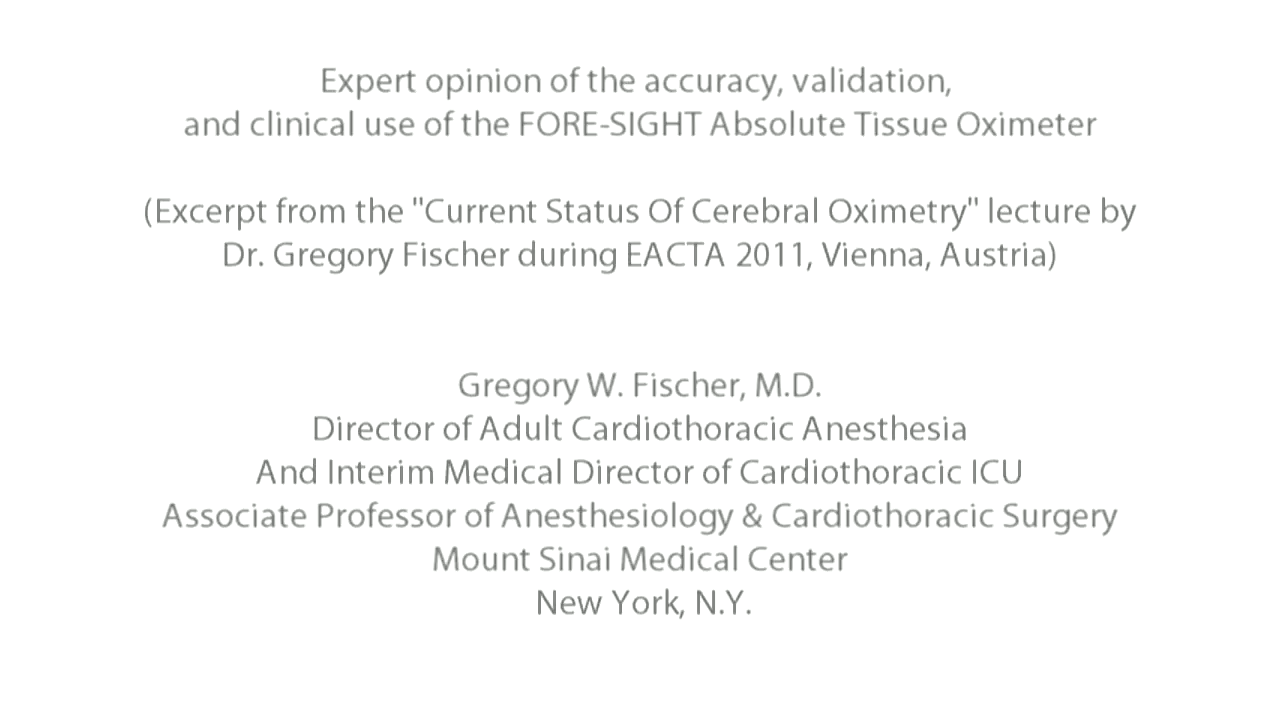 Expert opinion of the accuracy, validation,
and clinical use of the FORE-SIGHT Absolute Tissue Oximeter
(Excerpt from the "Current Status Of Cerebral Oximetry" lecture by
Dr. Gregory Fischer during EACTA 2011, Vienna, Austria)
Gregory W. Fischer, M.D.
Director of Adult Cardiothoracic Anesthesia
And Interim Medical Director of Cardiothoracic ICU
Associate Professor of Anesthesiology & Cardiothoracic Surgery
Mount Sinai Medical Center
New York, N.Y.